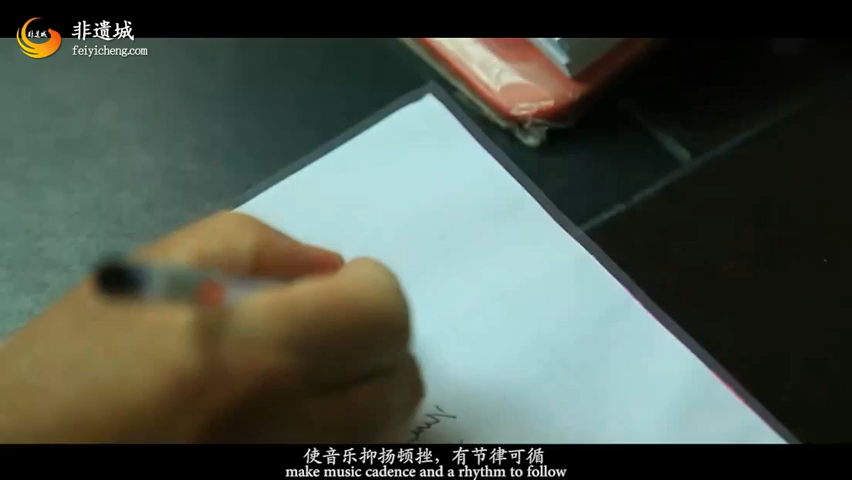 非遗城
feiyicheng.com
使音乐抑扬顿挫，有节律可循
make music cadence and a rhythm to follow